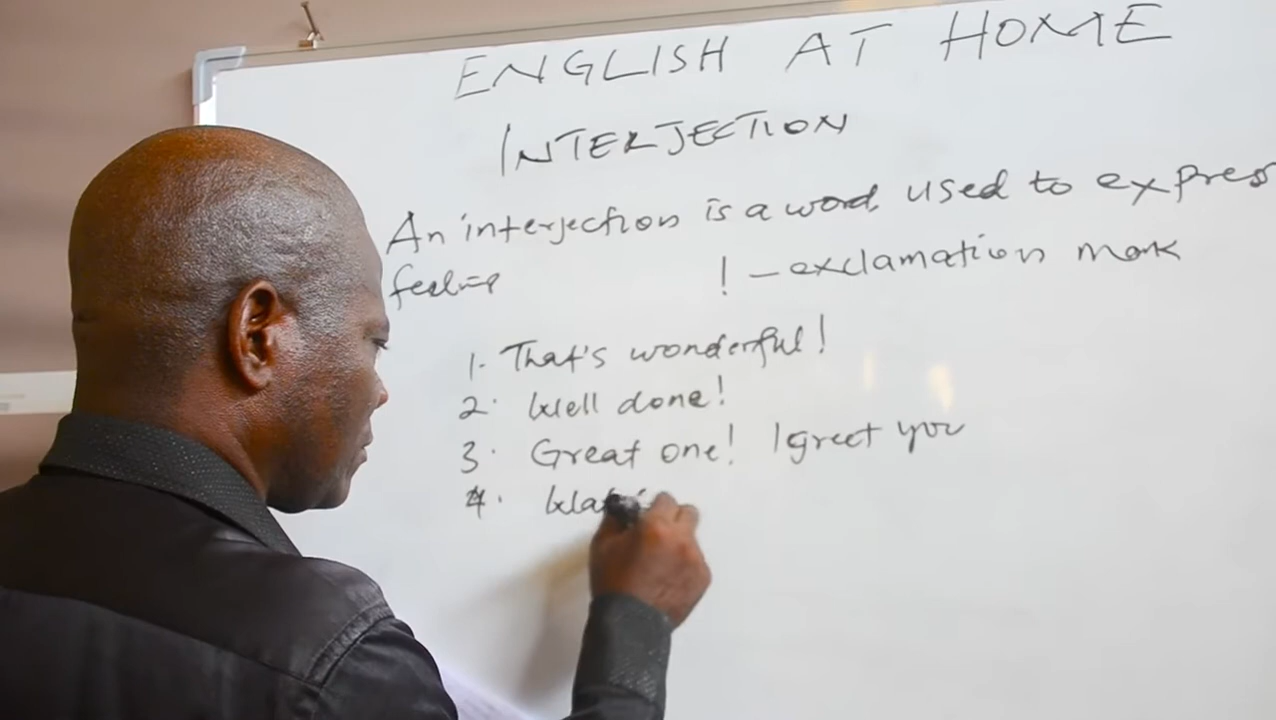 ENGLISH AT HOME
INTERJECTION
An interjection is a word used to express
feeling ! - exclamation mark
1. That's wonderful!
2. Well done!
3. Great one! I greet you
4.